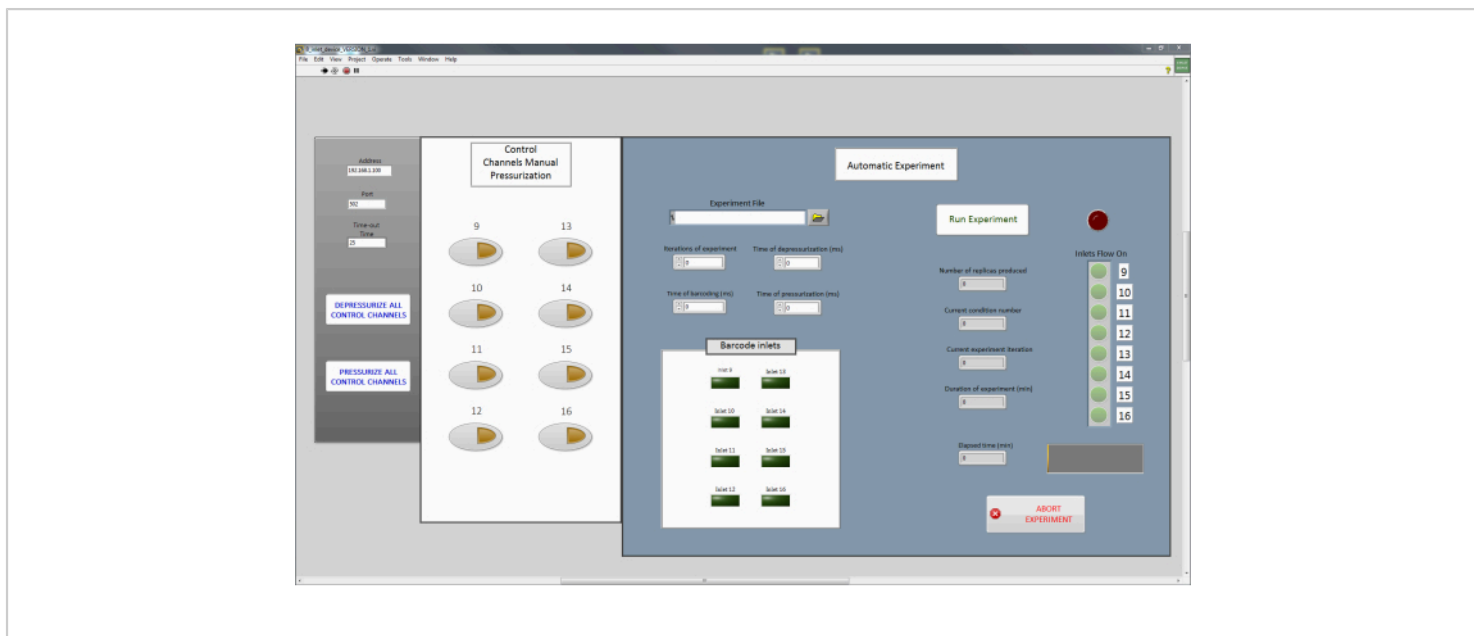 File Edit View Project Operate Tools Window Help
Address
192.168.1.100
Port
502
Time-out
Time
25
DEPRESSURIZE ALL
CONTROL CHANNELS
PRESSURIZE ALL
CONTROL CHANNELS
Control
Channels Manual
Pressurization
9 13
10 14
11 15
12 16
Automatic Experiment
Experiment File
Iterations of experiment Time of depressurization (ms)
0 0
Time of barcoding (ms) Time of pressurization (ms)
0 0
Barcode inlets
Inlet 9 Inlet 13
Inlet 10 Inlet 14
Inlet 11 Inlet 15
Inlet 12 Inlet 16
Run Experiment
Number of replicas produced
0
Current condition number
0
Current experiment iteration
0
Duration of experiment (min)
0
Elapsed time (min)
0
Inlets Flow On
9
10
11
12
13
14
15
16
ABORT
EXPERIMENT